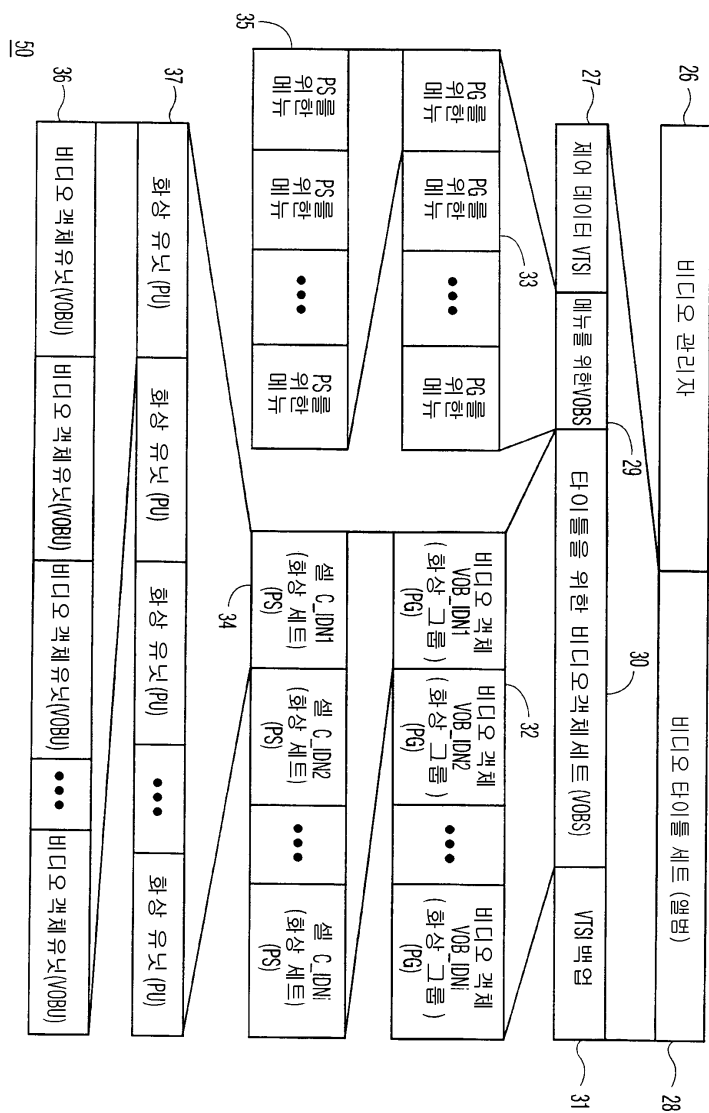 26
비디오 관리자
비디오 타이틀 세트 (앨범)
28
27
제어 데이터 VTSI
메뉴를 위한VOBS
타이틀을 위한 비디오객체세트 (VOBS)
VTSI 백업
31
29
30
33
32
PG를
위한
메뉴
PG를
위한
메뉴
•••
PG를
위한
메뉴
비디오 객체
VOB_IDN1
(화상 그룹)
(PG)
비디오 객체
VOB_IDN2
(화상 그룹)
(PG)
•••
비디오 객체
VOB_IDNi
(화상 그룹)
(PG)
35
PS를
위한
메뉴
PS를
위한
메뉴
•••
PS를
위한
메뉴
셀 C_IDN1
(화상 세트)
(PS)
셀 C_IDN2
(화상 세트)
(PS)
•••
셀 C_IDNi
(화상 세트)
(PS)
34
37
화상 유닛 (PU)
화상 유닛 (PU)
화상 유닛 (PU)
•••
화상 유닛 (PU)
36
비디오 객체유닛(VOBU)
비디오 객체유닛(VOBU)
비디오 객체유닛(VOBU)
•••
비디오 객체유닛(VOBU)
50